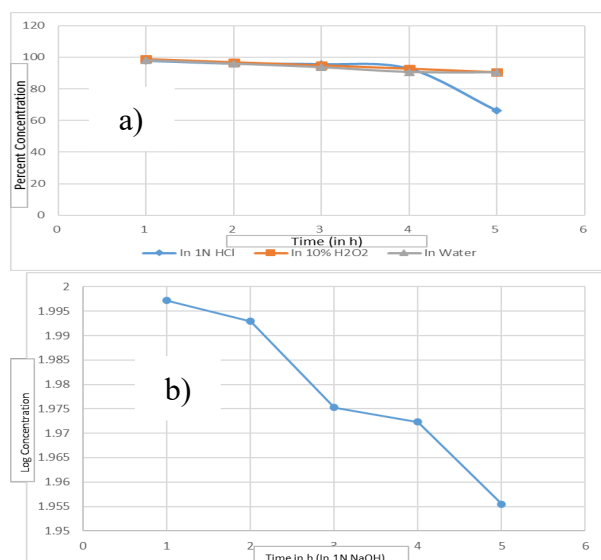 120
100
80
60
40
20
0
Percent Concentration
a)
0 1 2 3 4 5 6
Time (in h)
In 1N HCl In 10% H2O2 In Water
2
1.995
1.99
1.985
1.98
1.975
1.97
1.965
1.96
1.955
1.95
Log Concentration
b)
0 1 2 3 4 5 6
Time in h (In 1N NaOH)